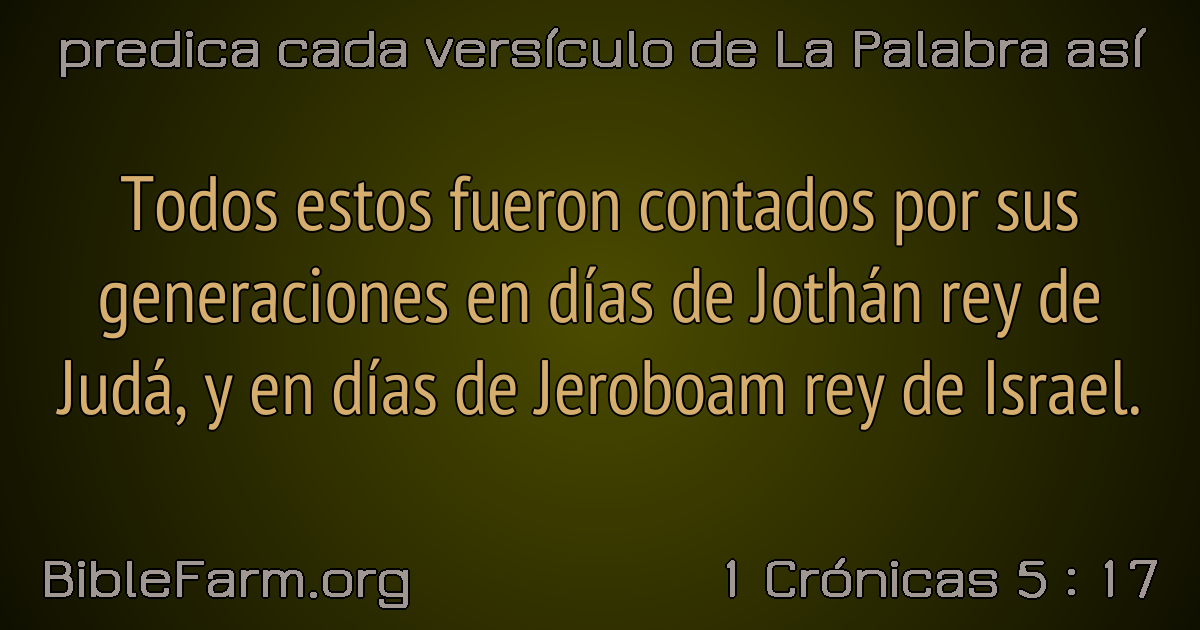 predica cada versículo de La Palabra así
Todos estos fueron contados por sus
generaciones en días de Jothán rey de
Judá, y en días de Jeroboam rey de Israel.
BibleFarm.org
1 Crónicas 5 : 17